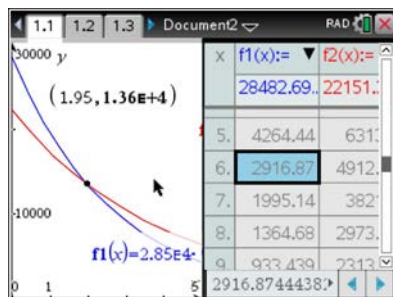 1.1 1.2 1.3 Document2 RAD
30000 y
(1.95, 1.36E+4)
10000
f1(x)=2.85E4·
0 1 5
x f1(x):= ▼ f2(x):=
28482.69.. 22151.
5. 4264.44 631
6. 2916.87 4912.
7. 1995.14 382
8. 1364.68 2973.
9. 933.439 2313.
2916.8744438